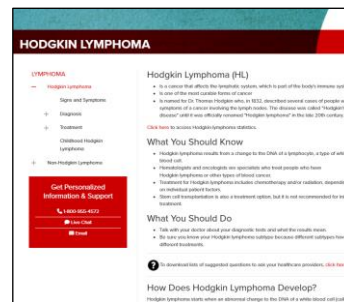 HODGKIN LYMPHOMA
LYMPHOMA
Hodgkin Lymphoma
Signs and Symptoms
Diagnosis
Treatment
Childhood Hodgkin
Lymphoma
Non-Hodgkin Lymphoma
Get Personalized
Information & Support
1-800-955-4572
Live Chat
Email
Hodgkin Lymphoma (HL)
Is a cancer that affects the lymphatic system, which is part of the body's immune sys
Is one of the most curable forms of cancer
Is named for Dr. Thomas Hodgkin who, in 1832, described several cases of people w
symptoms of a cancer involving the lymph nodes. The disease was called "Hodgkin's
disease" until it was officially renamed "Hodgkin lymphoma" in the late 20th century.
Click here to access Hodgkin lymphoma statistics.
What You Should Know
Hodgkin lymphoma results from a change to the DNA of a lymphocyte, a type of whi
blood cell.
Hematologists and oncologists are specialists who treat people who have
Hodgkin lymphoma or other types of blood cancer.
Treatment for Hodgkin lymphoma includes chemotherapy and/or radiation, depending
on individual patient factors.
Stem cell transplantation is also a treatment option, but it is not recommended for ini
treatment.
What You Should Do
Talk with your doctor about your diagnostic tests and what the results mean.
Be sure you know your Hodgkin lymphoma subtype because different subtypes have
different treatments.
To download lists of suggested questions to ask your healthcare providers, click here
How Does Hodgkin Lymphoma Develop?
Hodgkin lymphoma starts when an abnormal change to the DNA of a white blood cell (call